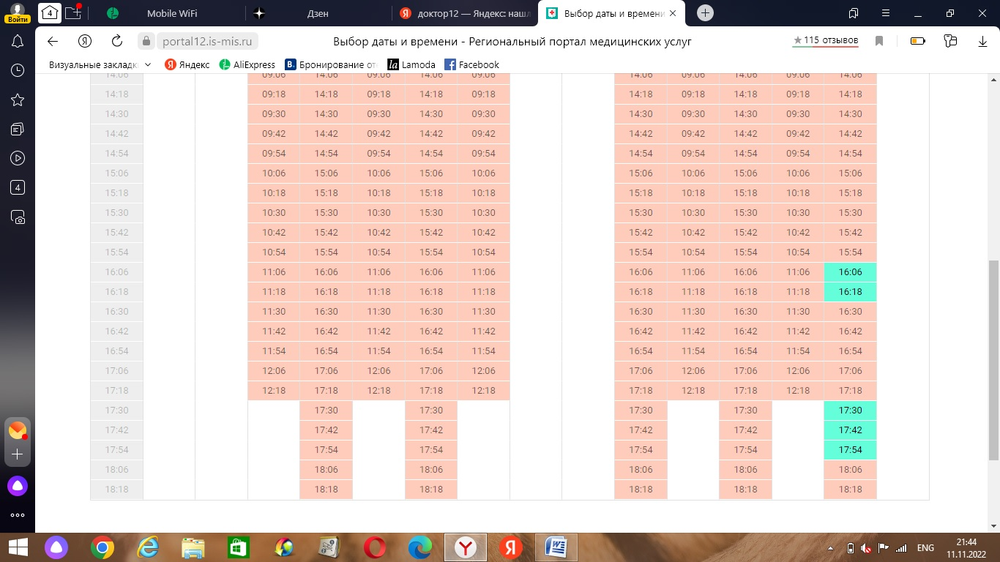 Войти
Mobile WiFi
Дзен
доктор12 — Яндекс: нашл
Выбор даты и времени
portal12.is-mis.ru
Выбор даты и времени - Региональный портал медицинских услуг
★115 отзывов
Визуальные закладк
Яндекс
AliExpress
Бронирование оте
Lamoda
Facebook
14:06 09:06 14:06 09:06 14:06 09:06 14:06 09:06 14:06 09:06 14:06
14:18 09:18 14:18 09:18 14:18 09:18 14:18 09:18 14:18 09:18 14:18
14:30 09:30 14:30 09:30 14:30 09:30 14:30 09:30 14:30 09:30 14:30
14:42 09:42 14:42 09:42 14:42 09:42 14:42 09:42 14:42 09:42 14:42
14:54 09:54 14:54 09:54 14:54 09:54 14:54 09:54 14:54 09:54 14:54
15:06 10:06 15:06 10:06 15:06 10:06 15:06 10:06 15:06 10:06 15:06
15:18 10:18 15:18 10:18 15:18 10:18 15:18 10:18 15:18 10:18 15:18
15:30 10:30 15:30 10:30 15:30 10:30 15:30 10:30 15:30 10:30 15:30
15:42 10:42 15:42 10:42 15:42 10:42 15:42 10:42 15:42 10:42 15:42
15:54 10:54 15:54 10:54 15:54 10:54 15:54 10:54 15:54 10:54 15:54
16:06 11:06 16:06 11:06 16:06 11:06 16:06 11:06 16:06 11:06 16:06
16:18 11:18 16:18 11:18 16:18 11:18 16:18 11:18 16:18 11:18 16:18
16:30 11:30 16:30 11:30 16:30 11:30 16:30 11:30 16:30 11:30 16:30
16:42 11:42 16:42 11:42 16:42 11:42 16:42 11:42 16:42 11:42 16:42
16:54 11:54 16:54 11:54 16:54 11:54 16:54 11:54 16:54 11:54 16:54
17:06 12:06 17:06 12:06 17:06 12:06 17:06 12:06 17:06 12:06 17:06
17:18 12:18 17:18 12:18 17:18 12:18 17:18 12:18 17:18 12:18 17:18
17:30 17:30 17:30 17:30 17:30 17:30
17:42 17:42 17:42 17:42 17:42 17:42
17:54 17:54 17:54 17:54 17:54 17:54
18:06 18:06 18:06 18:06 18:06 18:06
18:18 18:18 18:18 18:18 18:18 18:18
4
ENG
21:44
11.11.2022